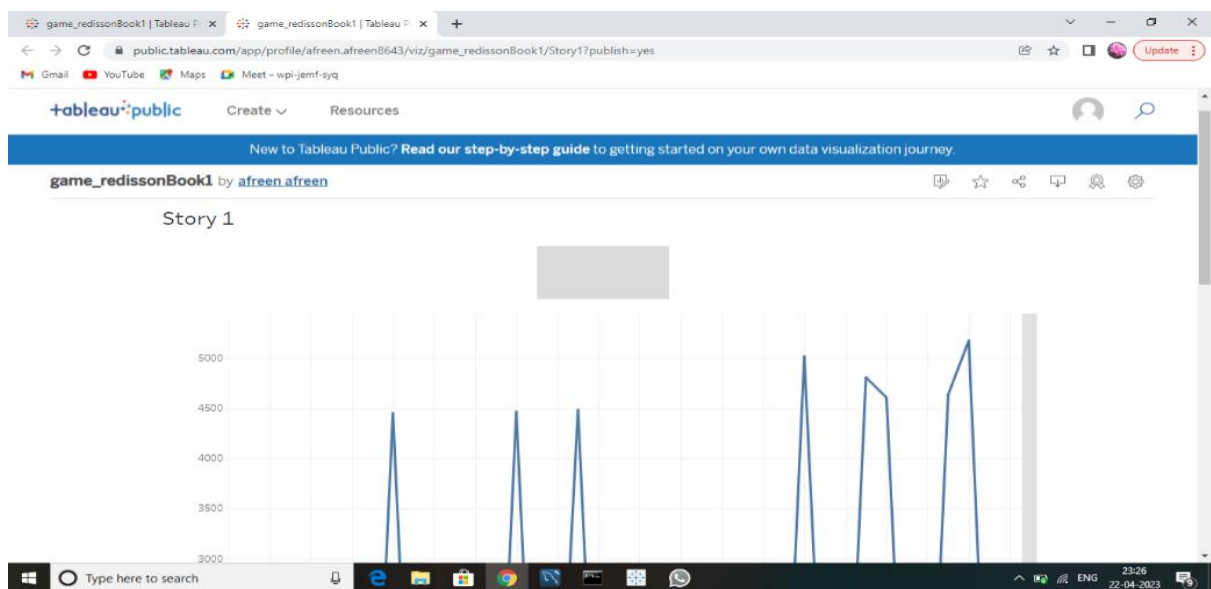 game_redissonBook1 | Tableau P
game_redissonBook1 | Tableau P
public.tableau.com/app/profile/afreen.afreen8643/viz/game_redissonBook1/Story1?publish=yes
Update
Gmail YouTube Maps Meet – wpi-jemf-syq
+ableau public Create Resources
New to Tableau Public? Read our step-by-step guide to getting started on your own data visualization journey.
game_redissonBook1 by afreen afreen
Story 1
5000
4500
4000
3500
3000
Type here to search
ENG
23:26
22-04-2023
9